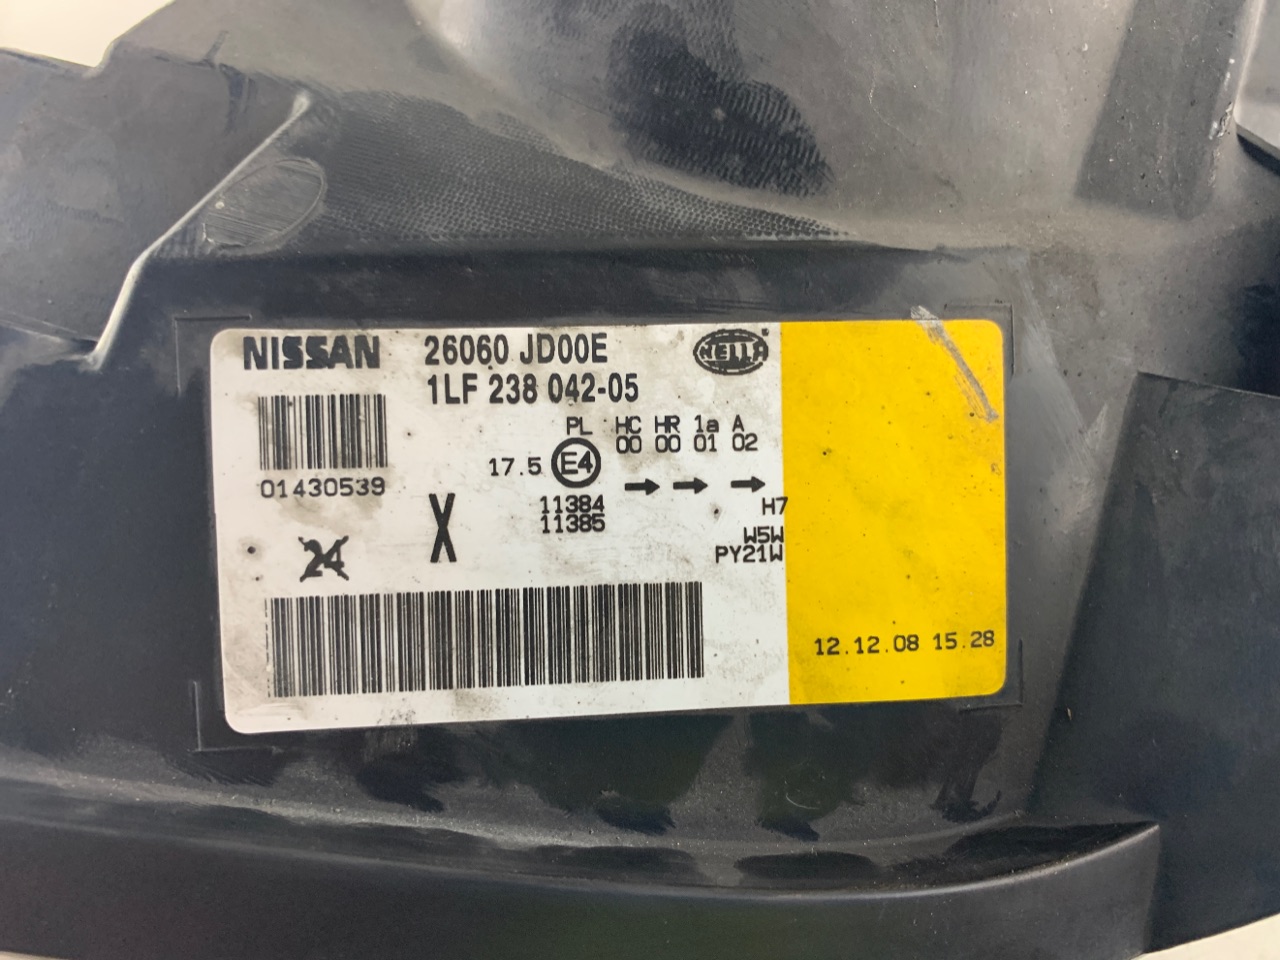 NISSAN 26060 JD00E HELLA ®
1LF 238 042-05
PL HC HR 1a A
00 00 01 02
17.5 E4
01430539
→ → →
11384 H7
11385
X
24 W5W
PY21W
12.12.08 15.28